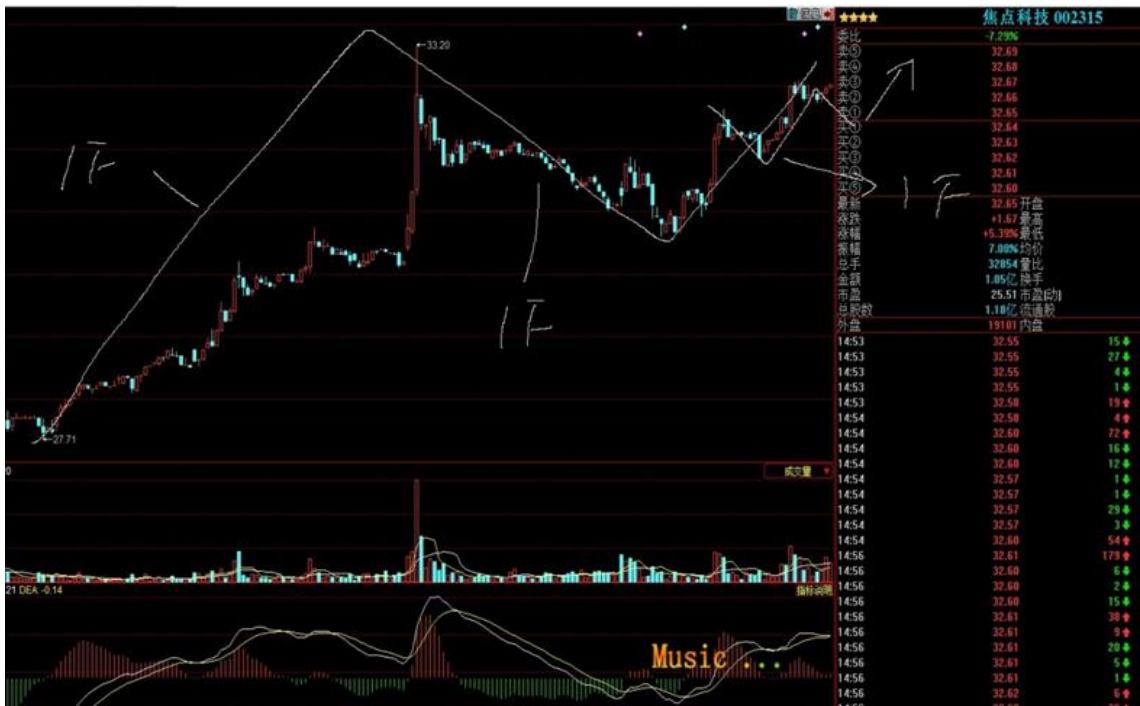 焦点科技 002315
委比 -7.29%
卖⑤ 32.69
卖④ 32.68
卖③ 32.67
卖② 32.66
卖① 32.65
买① 32.64
买② 32.63
买③ 32.62
买④ 32.61
买⑤ 32.60
最新 32.65 开盘
涨跌 +1.67 最高
涨幅 +5.39% 最低
振幅 7.00% 均价
总手 32854 量比
金额 1.05亿 换手
市盈 25.51 市盈[动]
总股数 1.18亿 流通股
外盘 19101 内盘
14:53 32.55 15
14:53 32.55 27
14:53 32.55 4
14:53 32.55 1
14:53 32.58 19
14:54 32.58 4
14:54 32.60 72
14:54 32.60 16
14:54 32.60 12
14:54 32.57 1
14:54 32.57 1
14:54 32.57 29
14:54 32.57 3
14:54 32.60 54
14:56 32.61 179
14:56 32.60 6
14:56 32.60 2
14:56 32.60 15
14:56 32.61 38
14:56 32.61 9
14:56 32.61 20
14:56 32.61 5
14:56 32.61 1
14:56 32.62 6
33.20
1F
1F
1F
27.71
0
成交量
21 DEA: -0.14
指标说明
Music ...